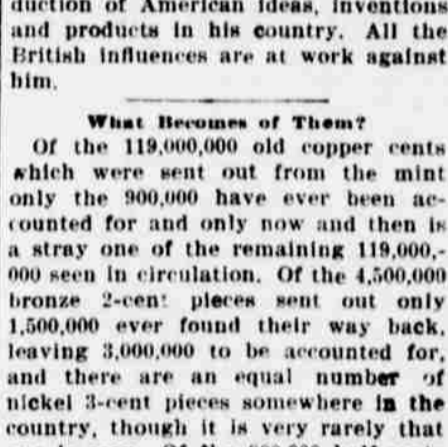 duction of American ideas, inventions
and products in his country. All the
British influences are at work against
him.
What Becomes of Them?
Of the 119,000,000 old copper cents
which were sent out from the mint
only the 900,000 have ever been ac-
counted for and only now and then is
a stray one of the remaining 119,000,-
000 seen in circulation. Of the 4,500,000
bronze 2-cent pieces sent out only
1,500,000 ever found their way back,
leaving 3,000,000 to be accounted for,
and there are an equal number of
nickel 3-cent pieces somewhere in the
country, though it is very rarely that